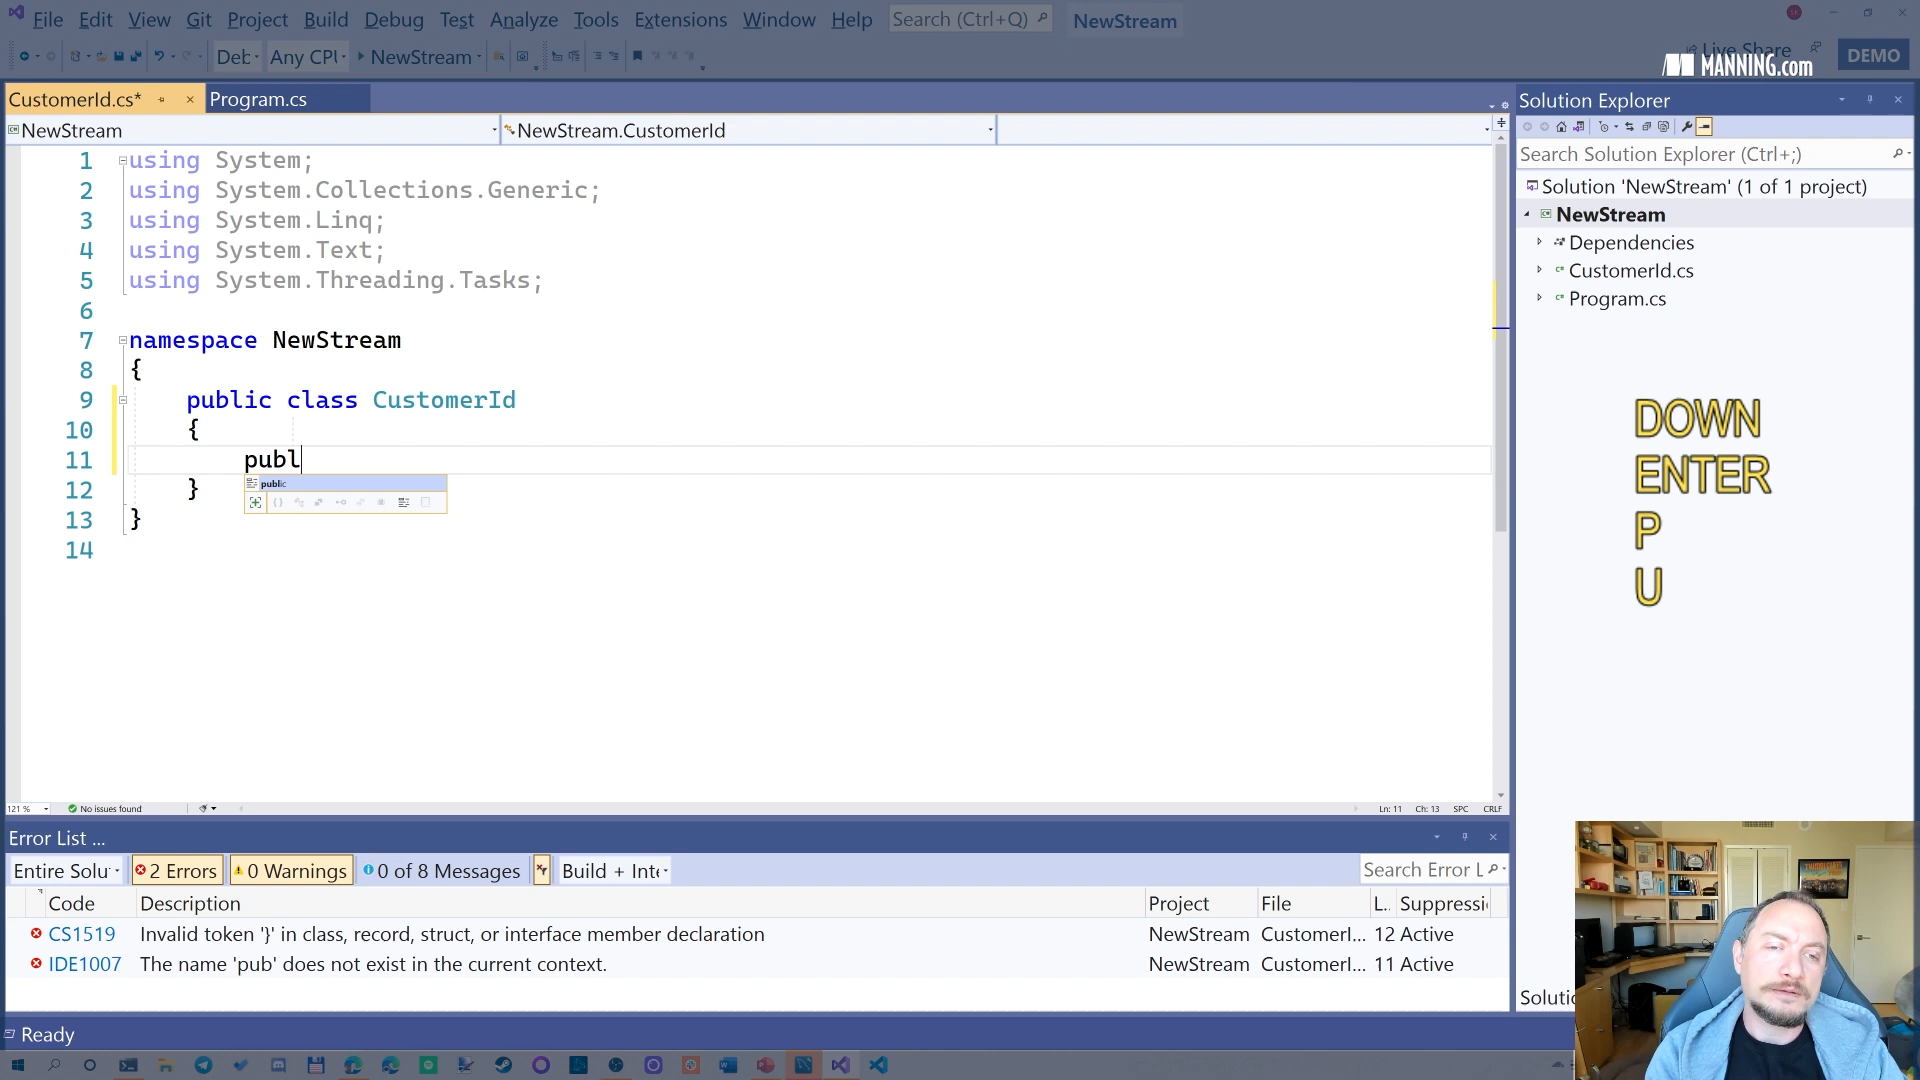 File Edit View Git Project Build Debug Test Analyze Tools Extensions Window Help Search (Ctrl+Q) NewStream
Deb Any CPU NewStream Live Share DEMO
MANNING.com
CustomerId.cs* Program.cs
NewStream NewStream.CustomerId
1 using System;
2 using System.Collections.Generic;
3 using System.Linq;
4 using System.Text;
5 using System.Threading.Tasks;
6
7 namespace NewStream
8 {
9 public class CustomerId
10 {
11 publ
public
12 }
13 }
14
121 % No issues found Ln: 11 Ch: 13 SPC CRLF
Solution Explorer
Search Solution Explorer (Ctrl+;)
Solution 'NewStream' (1 of 1 project)
NewStream
Dependencies
CustomerId.cs
Program.cs
DOWN
ENTER
P
U
Error List ...
Entire Solu 2 Errors 0 Warnings 0 of 8 Messages Build + Inte Search Error L
Code Description Project File L.. Suppressi
CS1519 Invalid token '}' in class, record, struct, or interface member declaration NewStream CustomerI... 12 Active
IDE1007 The name 'pub' does not exist in the current context. NewStream CustomerI... 11 Active
Soluti
Ready